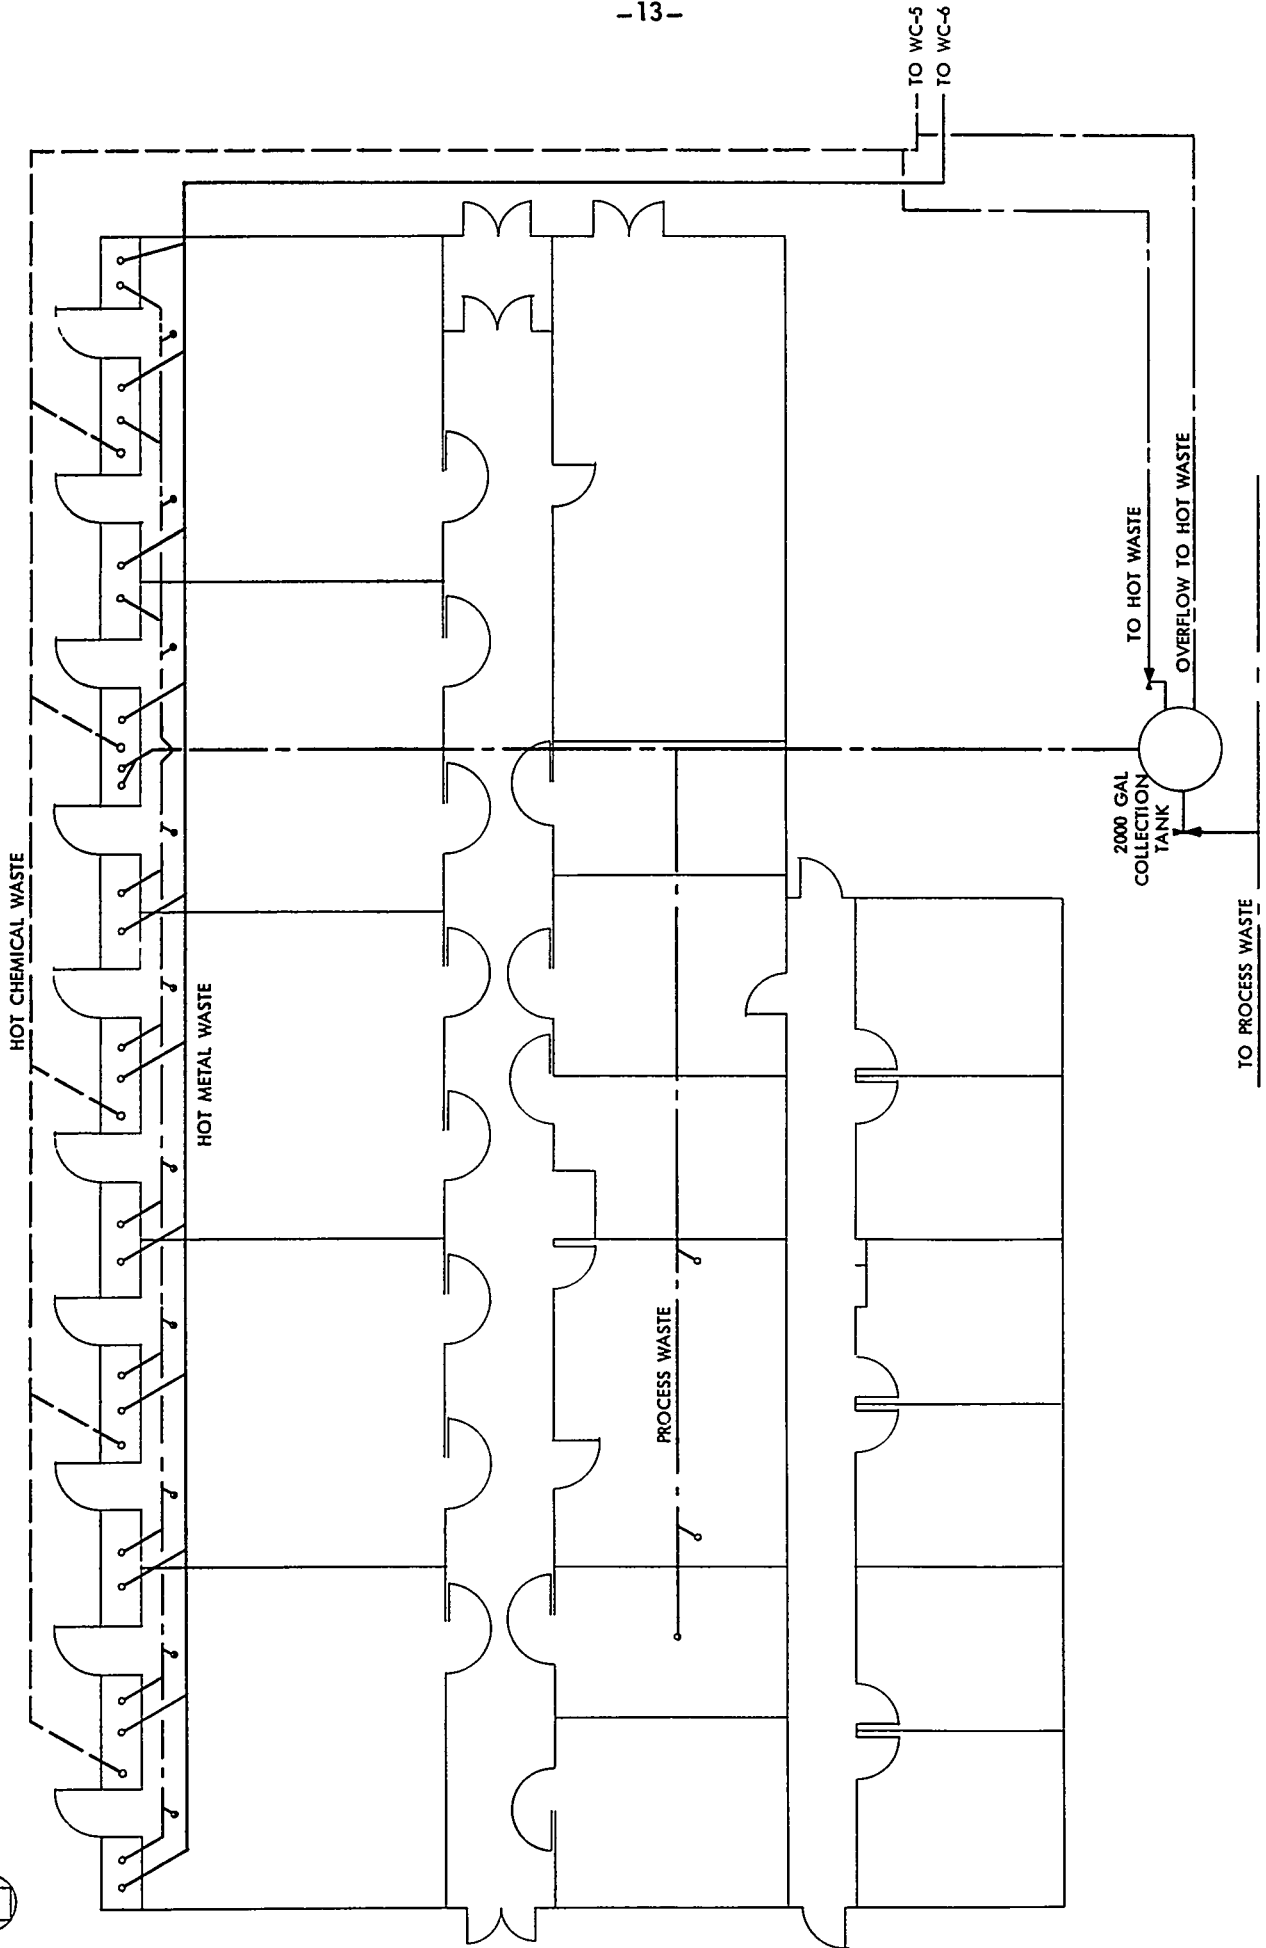 -13-
TO WC-5
TO WC-6
HOT CHEMICAL WASTE
HOT METAL WASTE
PROCESS WASTE
TO HOT WASTE
OVERFLOW TO HOT WASTE
2000 GAL
COLLECTION
TANK
TO PROCESS WASTE